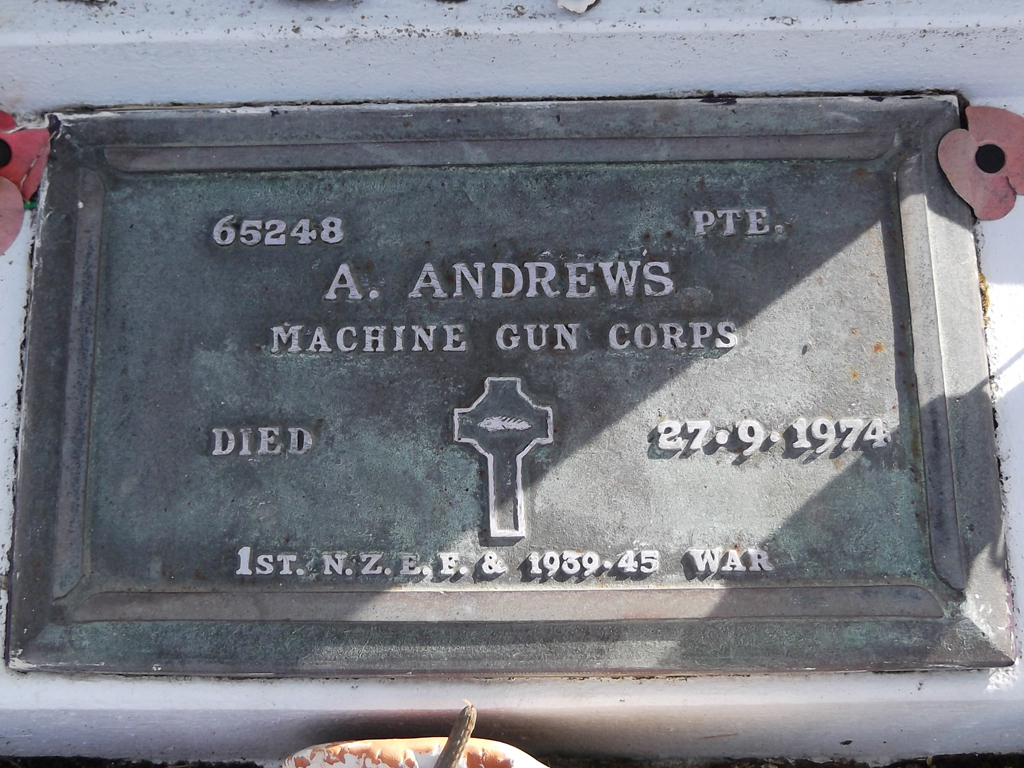 65248 PTE.
A. ANDREWS
MACHINE GUN CORPS
DIED 27·9·1974
1ST. N.Z.E.F. & 1939·45 WAR